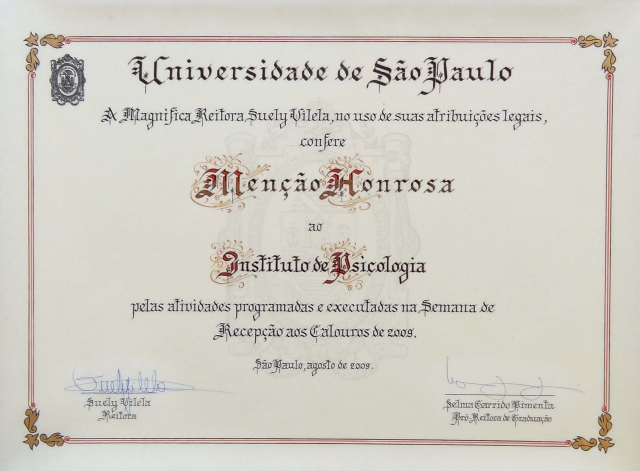 Universidade de São Paulo
A Magnífica Reitora, Suely Vilela, no uso de suas atribuições legais,
confere
Menção Honrosa
ao
Instituto de Psicologia
pelas atividades programadas e executadas na Semana de
Recepção aos Calouros de 2009.
São Paulo, agosto de 2009.
Suely Vilela
Reitora
Selma Garrido Pimenta
Pró-Reitora de Graduação